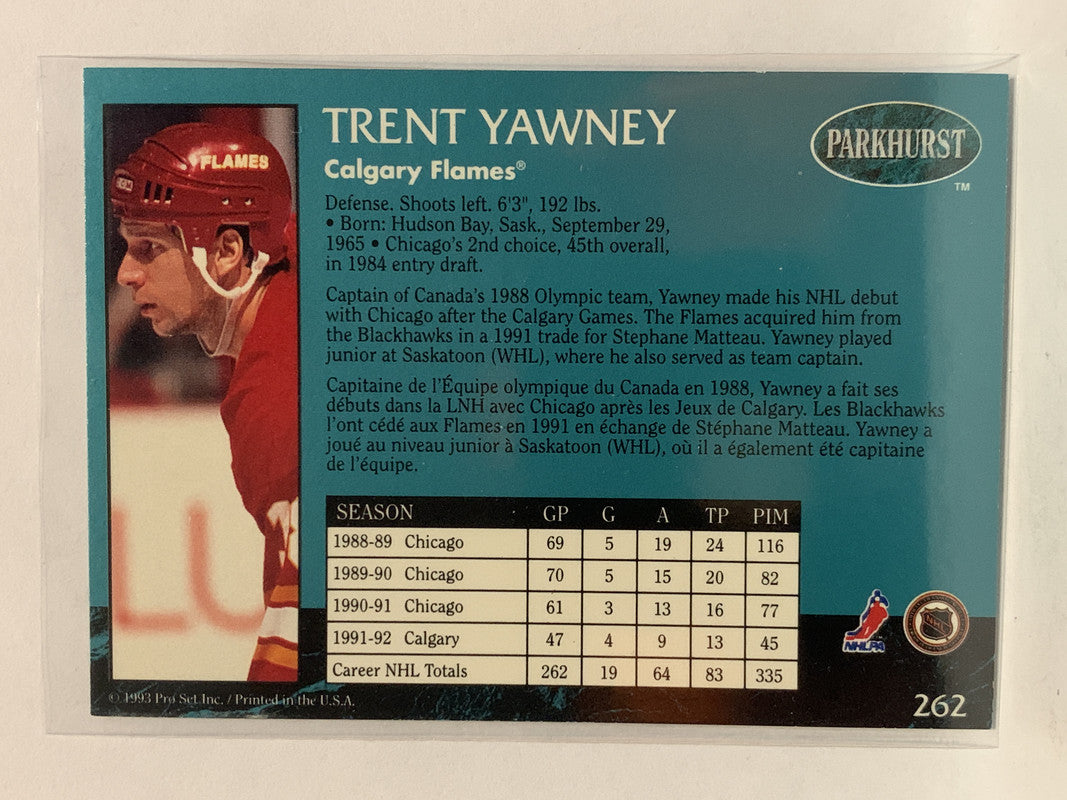 FLAMES
TRENT YAWNEY
PARKHURST
TM
Calgary Flames®
Defense. Shoots left. 6'3", 192 lbs.
• Born: Hudson Bay, Sask., September 29,
1965 • Chicago's 2nd choice, 45th overall,
in 1984 entry draft.
Captain of Canada's 1988 Olympic team, Yawney made his NHL debut
with Chicago after the Calgary Games. The Flames acquired him from
the Blackhawks in a 1991 trade for Stephane Matteau. Yawney played
junior at Saskatoon (WHL), where he also served as team captain.
Capitaine de l'Équipe olympique du Canada en 1988, Yawney a fait ses
débuts dans la LNH avec Chicago après les Jeux de Calgary. Les Blackhawks
l'ont cédé aux Flames en 1991 en échange de Stéphane Matteau. Yawney a
joué au niveau junior à Saskatoon (WHL), où il a également été capitaine
de l'équipe.
SEASON GP G A TP PIM
1988-89 Chicago 69 5 19 24 116
1989-90 Chicago 70 5 15 20 82
1990-91 Chicago 61 3 13 16 77
1991-92 Calgary 47 4 9 13 45
Career NHL Totals 262 19 64 83 335
NHLPA
NHL
© 1993 Pro Set Inc. / Printed in the U.S.A.
262